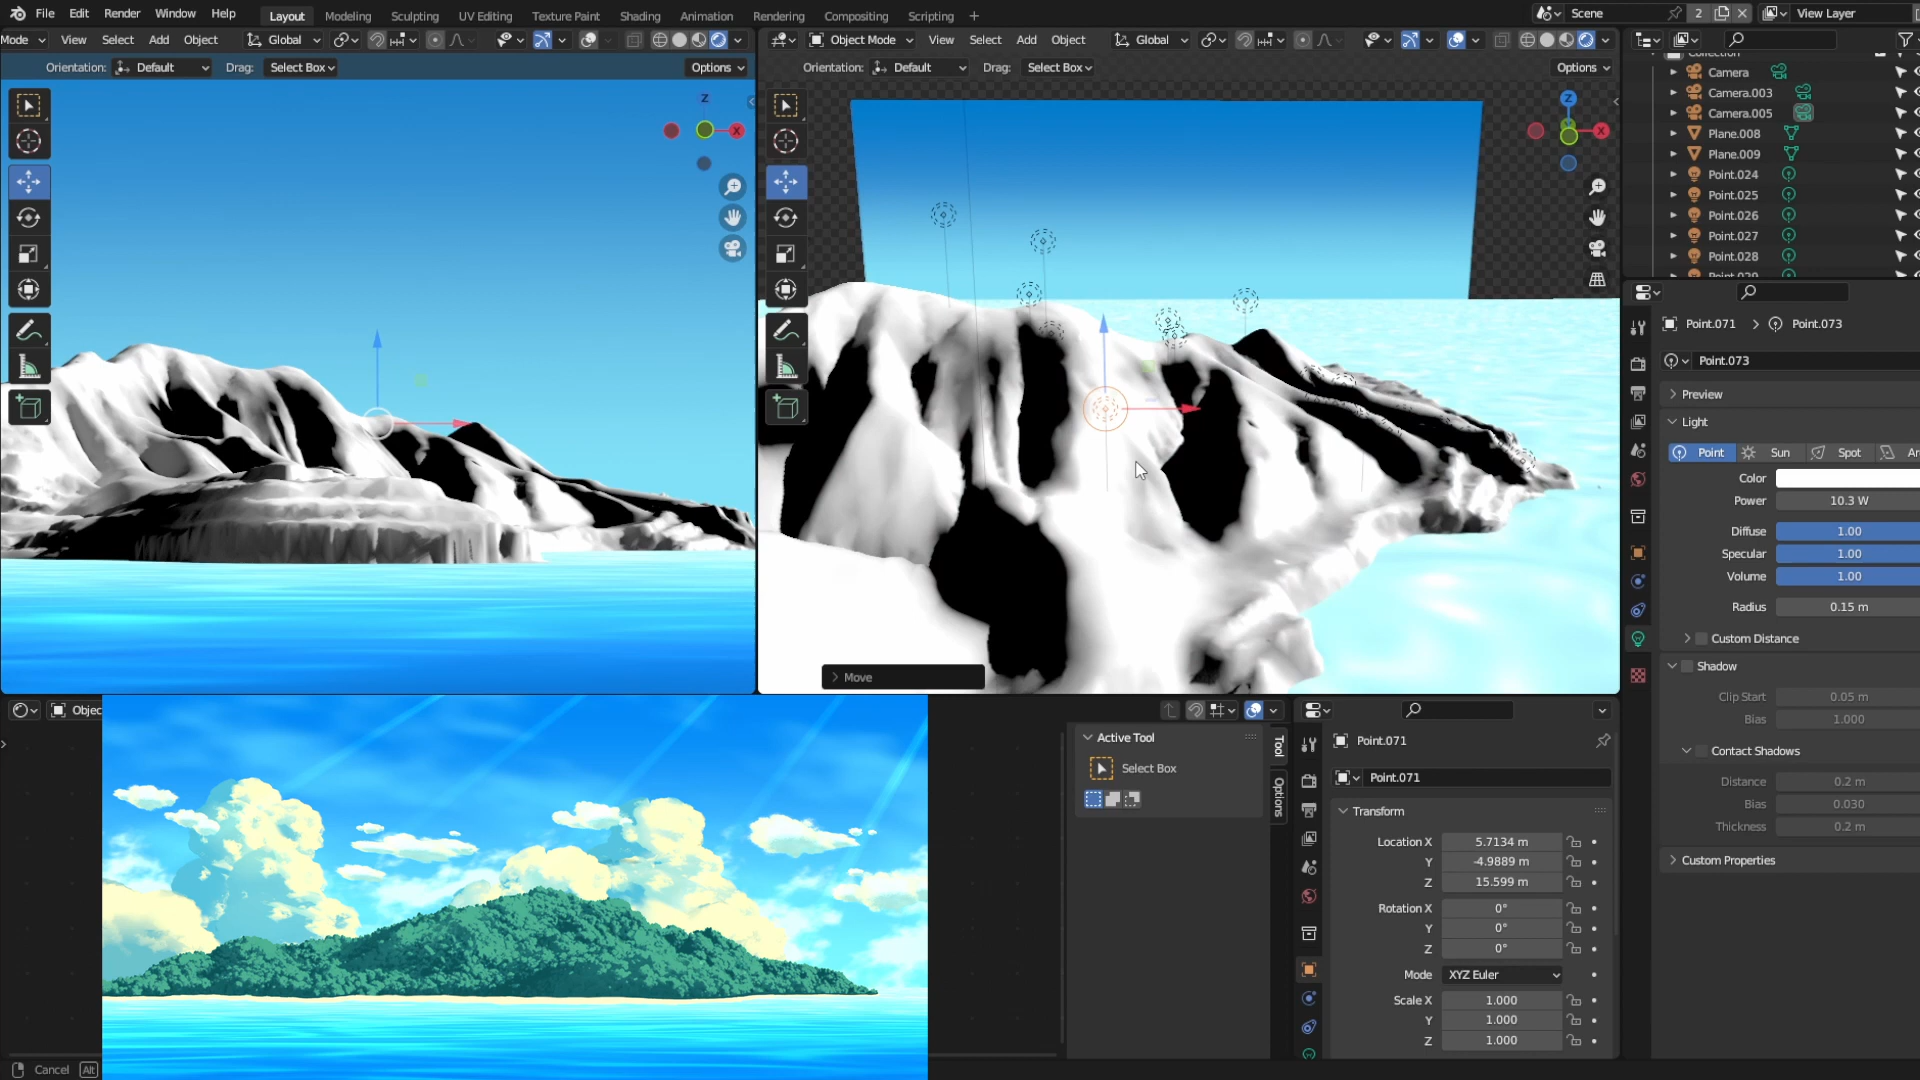 File Edit Render Window Help Layout Modeling Sculpting UV Editing Texture Paint Shading Animation Rendering Compositing Scripting + Scene 2 View Layer
Mode View Select Add Object Global
Object Mode View Select Add Object Global
Orientation: Default Drag: Select Box Options
Orientation: Default Drag: Select Box Options
Z
X
Z
X
Move
Camera
Camera.003
Camera.005
Plane.008
Plane.009
Point.024
Point.025
Point.026
Point.027
Point.028
Point.071 > Point.073
Point.073
Preview
Light
Point Sun Spot Ar
Color
Power 10.3 W
Diffuse 1.00
Specular 1.00
Volume 1.00
Radius 0.15 m
Custom Distance
Shadow
Clip Start 0.05 m
Bias 1.000
Contact Shadows
Distance 0.2 m
Bias 0.030
Thickness 0.2 m
Custom Properties
Objec
Active Tool
Select Box
Tool
Options
Point.071
Point.071
Transform
Location X 5.7134 m
Y -4.9889 m
Z 15.599 m
Rotation X 0°
Y 0°
Z 0°
Mode XYZ Euler
Scale X 1.000
Y 1.000
Z 1.000
Cancel Alt